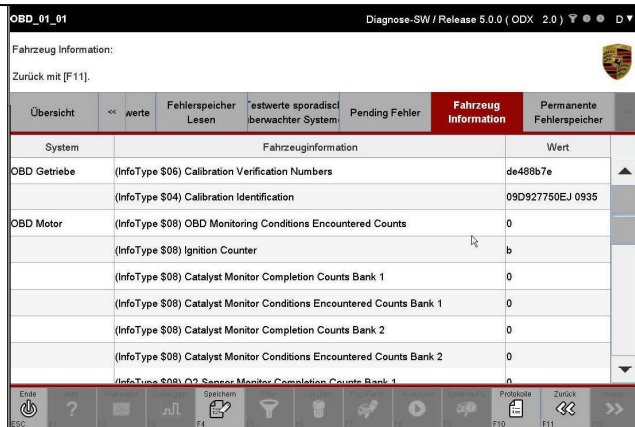 OBD_01_01
Diagnose-SW / Release 5.0.0 ( ODX 2.0 ) D
Fahrzeug Information:
Zurück mit [F11].
Übersicht << werte Fehlerspeicher Lesen überwachter System Pending Fehler Fahrzeug Information Permanente Fehlerspeicher
System Fahrzeuginformation Wert
OBD Getriebe (InfoType $06) Calibration Verification Numbers de488b7e
(InfoType $04) Calibration Identification 09D927750EJ 0935
OBD Motor (InfoType $08) OBD Monitoring Conditions Encountered Counts 0
(InfoType $08) Ignition Counter b
(InfoType $08) Catalyst Monitor Completion Counts Bank 1 0
(InfoType $08) Catalyst Monitor Conditions Encountered Counts Bank 1 0
(InfoType $08) Catalyst Monitor Completion Counts Bank 2 0
(InfoType $08) Catalyst Monitor Conditions Encountered Counts Bank 2 0
(InfoType $08) O2 Sensor Monitor Completion Counts Bank 1 0
Ende Speichern Protokolle Zurück
ESC F4 F10 F11